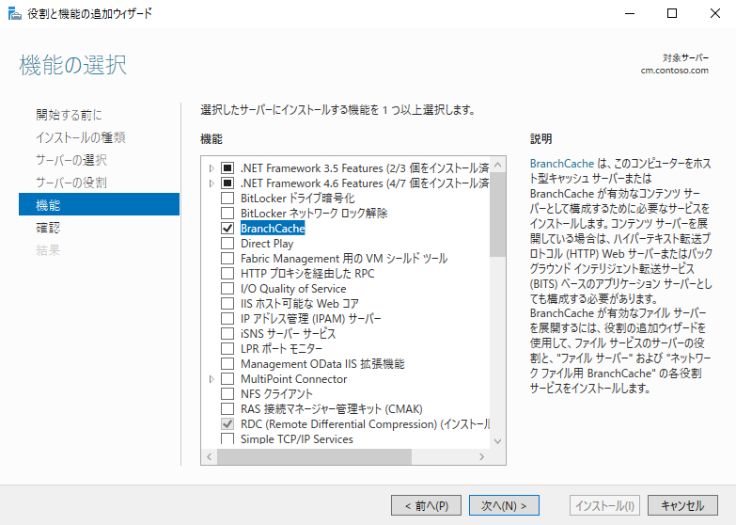 役割と機能の追加ウィザード
機能の選択
対象サーバー
cm.contoso.com
開始する前に
インストールの種類
サーバーの選択
サーバーの役割
機能
確認
結果
選択したサーバーにインストールする機能を 1 つ以上選択します。
機能
.NET Framework 3.5 Features (2/3 個をインストール済
.NET Framework 4.6 Features (4/7 個をインストール済
BitLocker ドライブ暗号化
BitLocker ネットワーク ロック解除
BranchCache
Direct Play
Fabric Management 用の VM シールド ツール
HTTP プロキシを経由した RPC
I/O Quality of Service
IIS ホスト可能な Web コア
IP アドレス管理 (IPAM) サーバー
iSNS サーバー サービス
LPR ポート モニター
Management OData IIS 拡張機能
MultiPoint Connector
NFS クライアント
RAS 接続マネージャー管理キット (CMAK)
RDC (Remote Differential Compression) (インストール
Simple TCP/IP Services
説明
BranchCache は、このコンピューターをホス
ト型キャッシュ サーバーまたは
BranchCache が有効なコンテンツ サー
バーとして構成するために必要なサービスを
インストールします。コンテンツ サーバーを展
開している場合は、ハイパーテキスト転送プ
ロトコル (HTTP) Web サーバーまたはバック
グラウンド インテリジェント転送サービス
(BITS) ベースのアプリケーション サーバーとし
ても構成する必要があります。
BranchCache が有効なファイル サーバー
を展開するには、役割の追加ウィザードを
使用して、ファイル サービスのサーバーの役
割と、"ファイル サーバー" および "ネットワー
ク ファイル用 BranchCache" の各役割
サービスをインストールします。
< 前へ(P)
次へ(N) >
インストール(I)
キャンセル